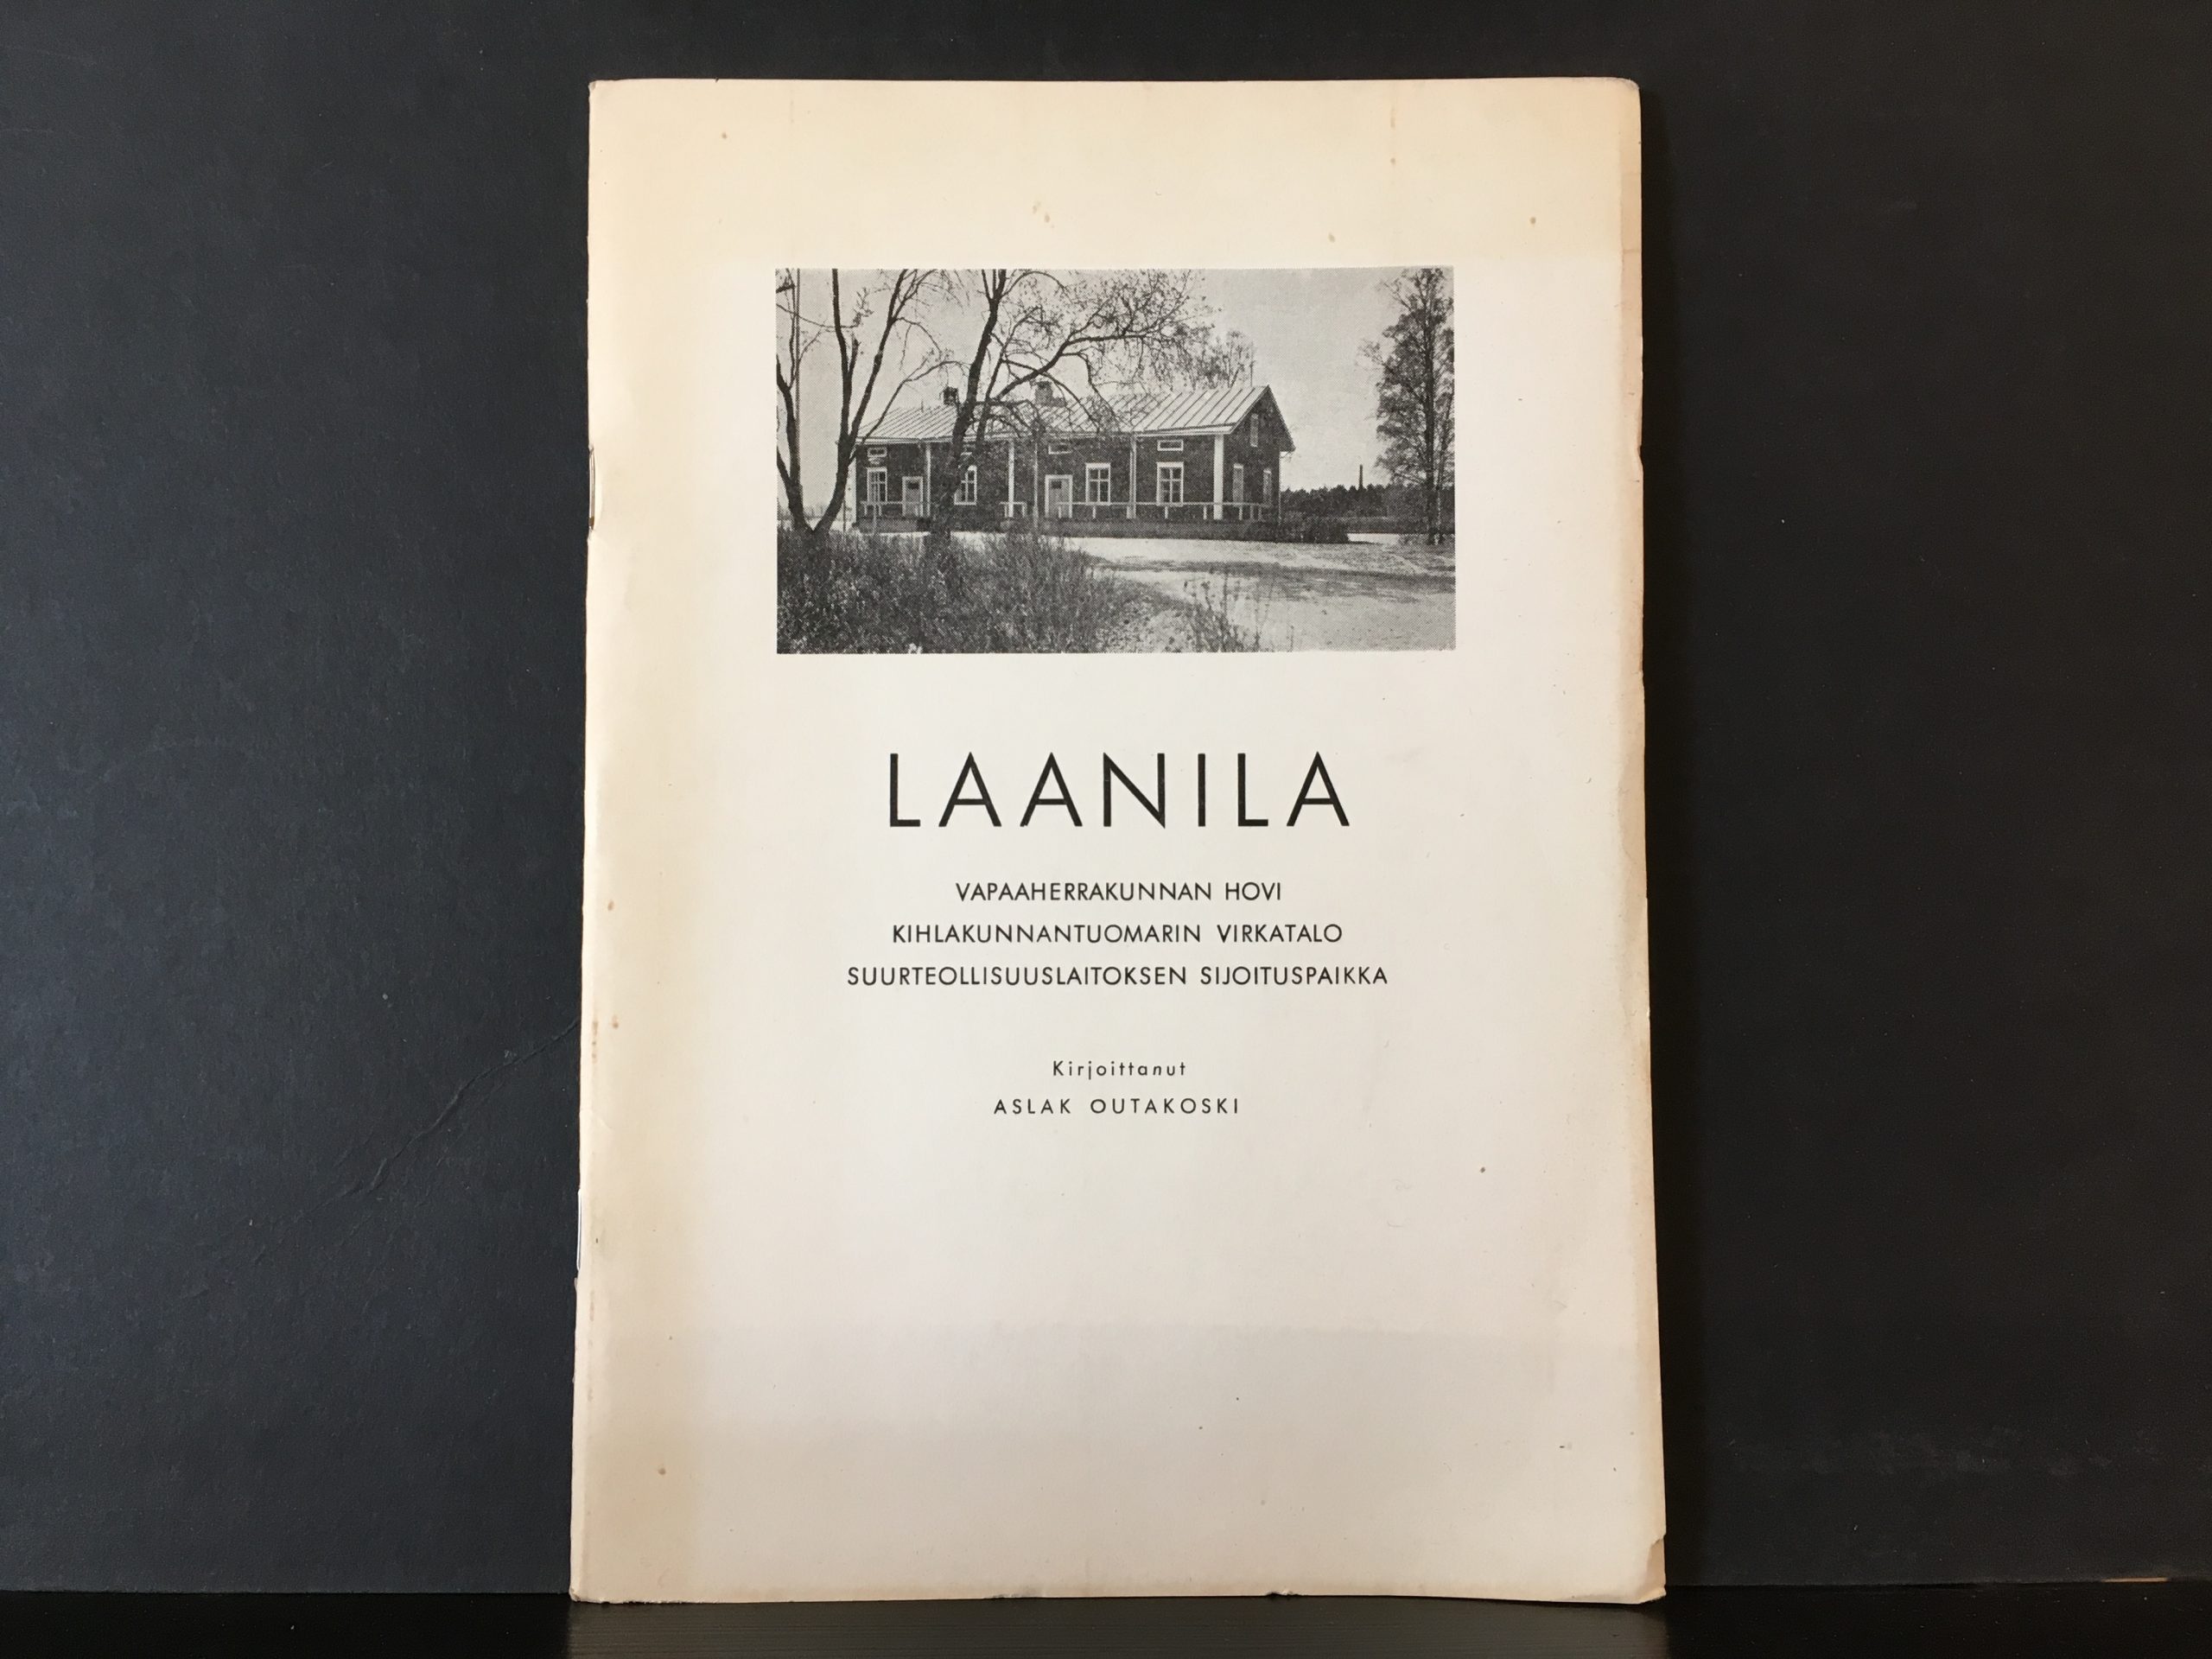 LAANILA
VAPAAHERRAKUNNAN HOVI
KIHLAKUNNANTUOMARIN VIRKATALO
SUURTEOLLISUUSLAITOKSEN SIJOITUSPAIKKA
Kirjoittanut
ASLAK OUTAKOSKI